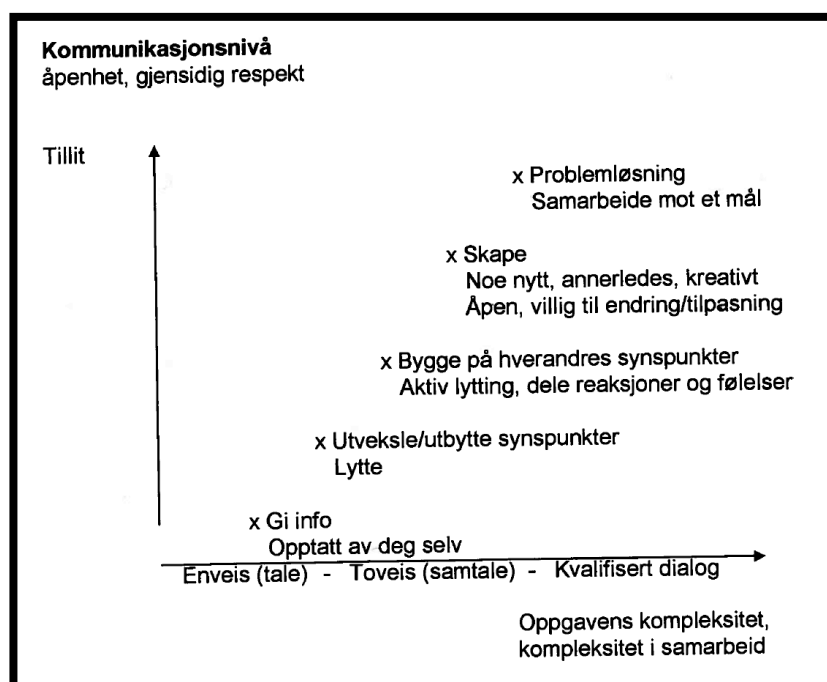 Kommunikasjonsnivå
åpenhet, gjensidig respekt
Tillit
x Problemløsning
Samarbeide mot et mål
x Skape
Noe nytt, annerledes, kreativt
Åpen, villig til endring/tilpasning
x Bygge på hverandres synspunkter
Aktiv lytting, dele reaksjoner og følelser
x Utveksle/utbytte synspunkter
Lytte
x Gi info
Opptatt av deg selv
Enveis (tale) - Toveis (samtale) - Kvalifisert dialog
Oppgavens kompleksitet,
kompleksitet i samarbeid